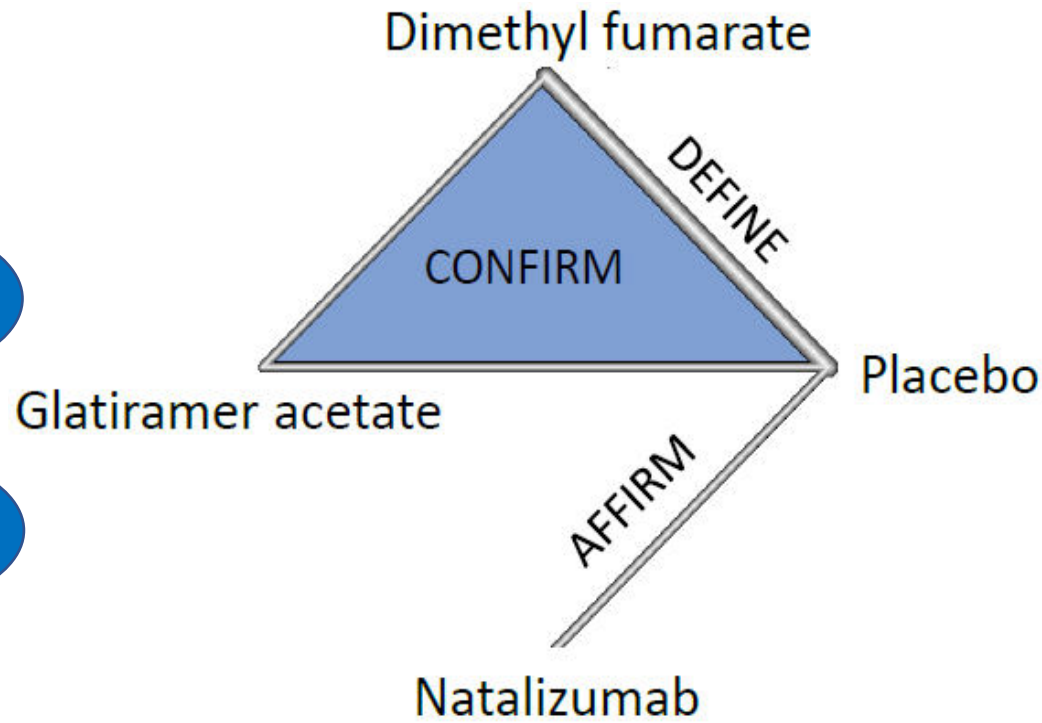 Dimethyl fumarate
DEFINE
CONFIRM
Placebo
Glatiramer acetate
AFFIRM
Natalizumab